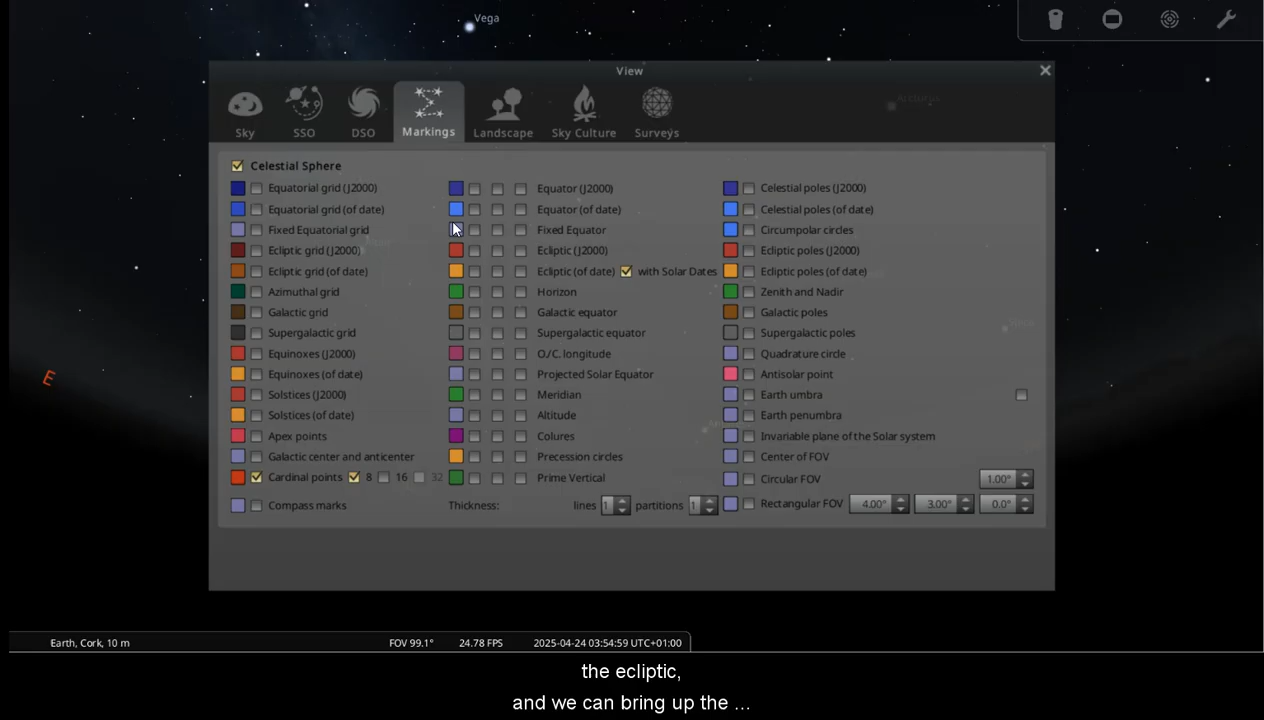 Vega
View
Sky SSO DSO Markings Landscape Sky Culture Surveys
Arcturus
Celestial Sphere
Equatorial grid (J2000) Equator (J2000) Celestial poles (J2000)
Equatorial grid (of date) Equator (of date) Celestial poles (of date)
Fixed Equatorial grid Fixed Equator Circumpolar circles
Ecliptic grid (J2000) Ecliptic (J2000) Ecliptic poles (J2000)
Ecliptic grid (of date) Ecliptic (of date) with Solar Dates Ecliptic poles (of date)
Azimuthal grid Horizon Zenith and Nadir
Galactic grid Galactic equator Galactic poles
Spica
Supergalactic grid Supergalactic equator Supergalactic poles
Equinoxes (J2000) O./C. longitude Quadrature circle
Equinoxes (of date) Projected Solar Equator Antisolar point
E
Solstices (J2000) Meridian Earth umbra
Solstices (of date) Altitude Earth penumbra
Apex points Colures Invariable plane of the Solar system
Galactic center and anticenter Precession circles Center of FOV
Cardinal points 8 16 32 Prime Vertical Circular FOV 1.00°
Compass marks Thickness: lines 1 partitions 1 Rectangular FOV 4.00° 3.00° 0.0°
Earth, Cork, 10 m FOV 99.1° 24.78 FPS 2025-04-24 03:54:59 UTC+01:00
the ecliptic,
and we can bring up the ...